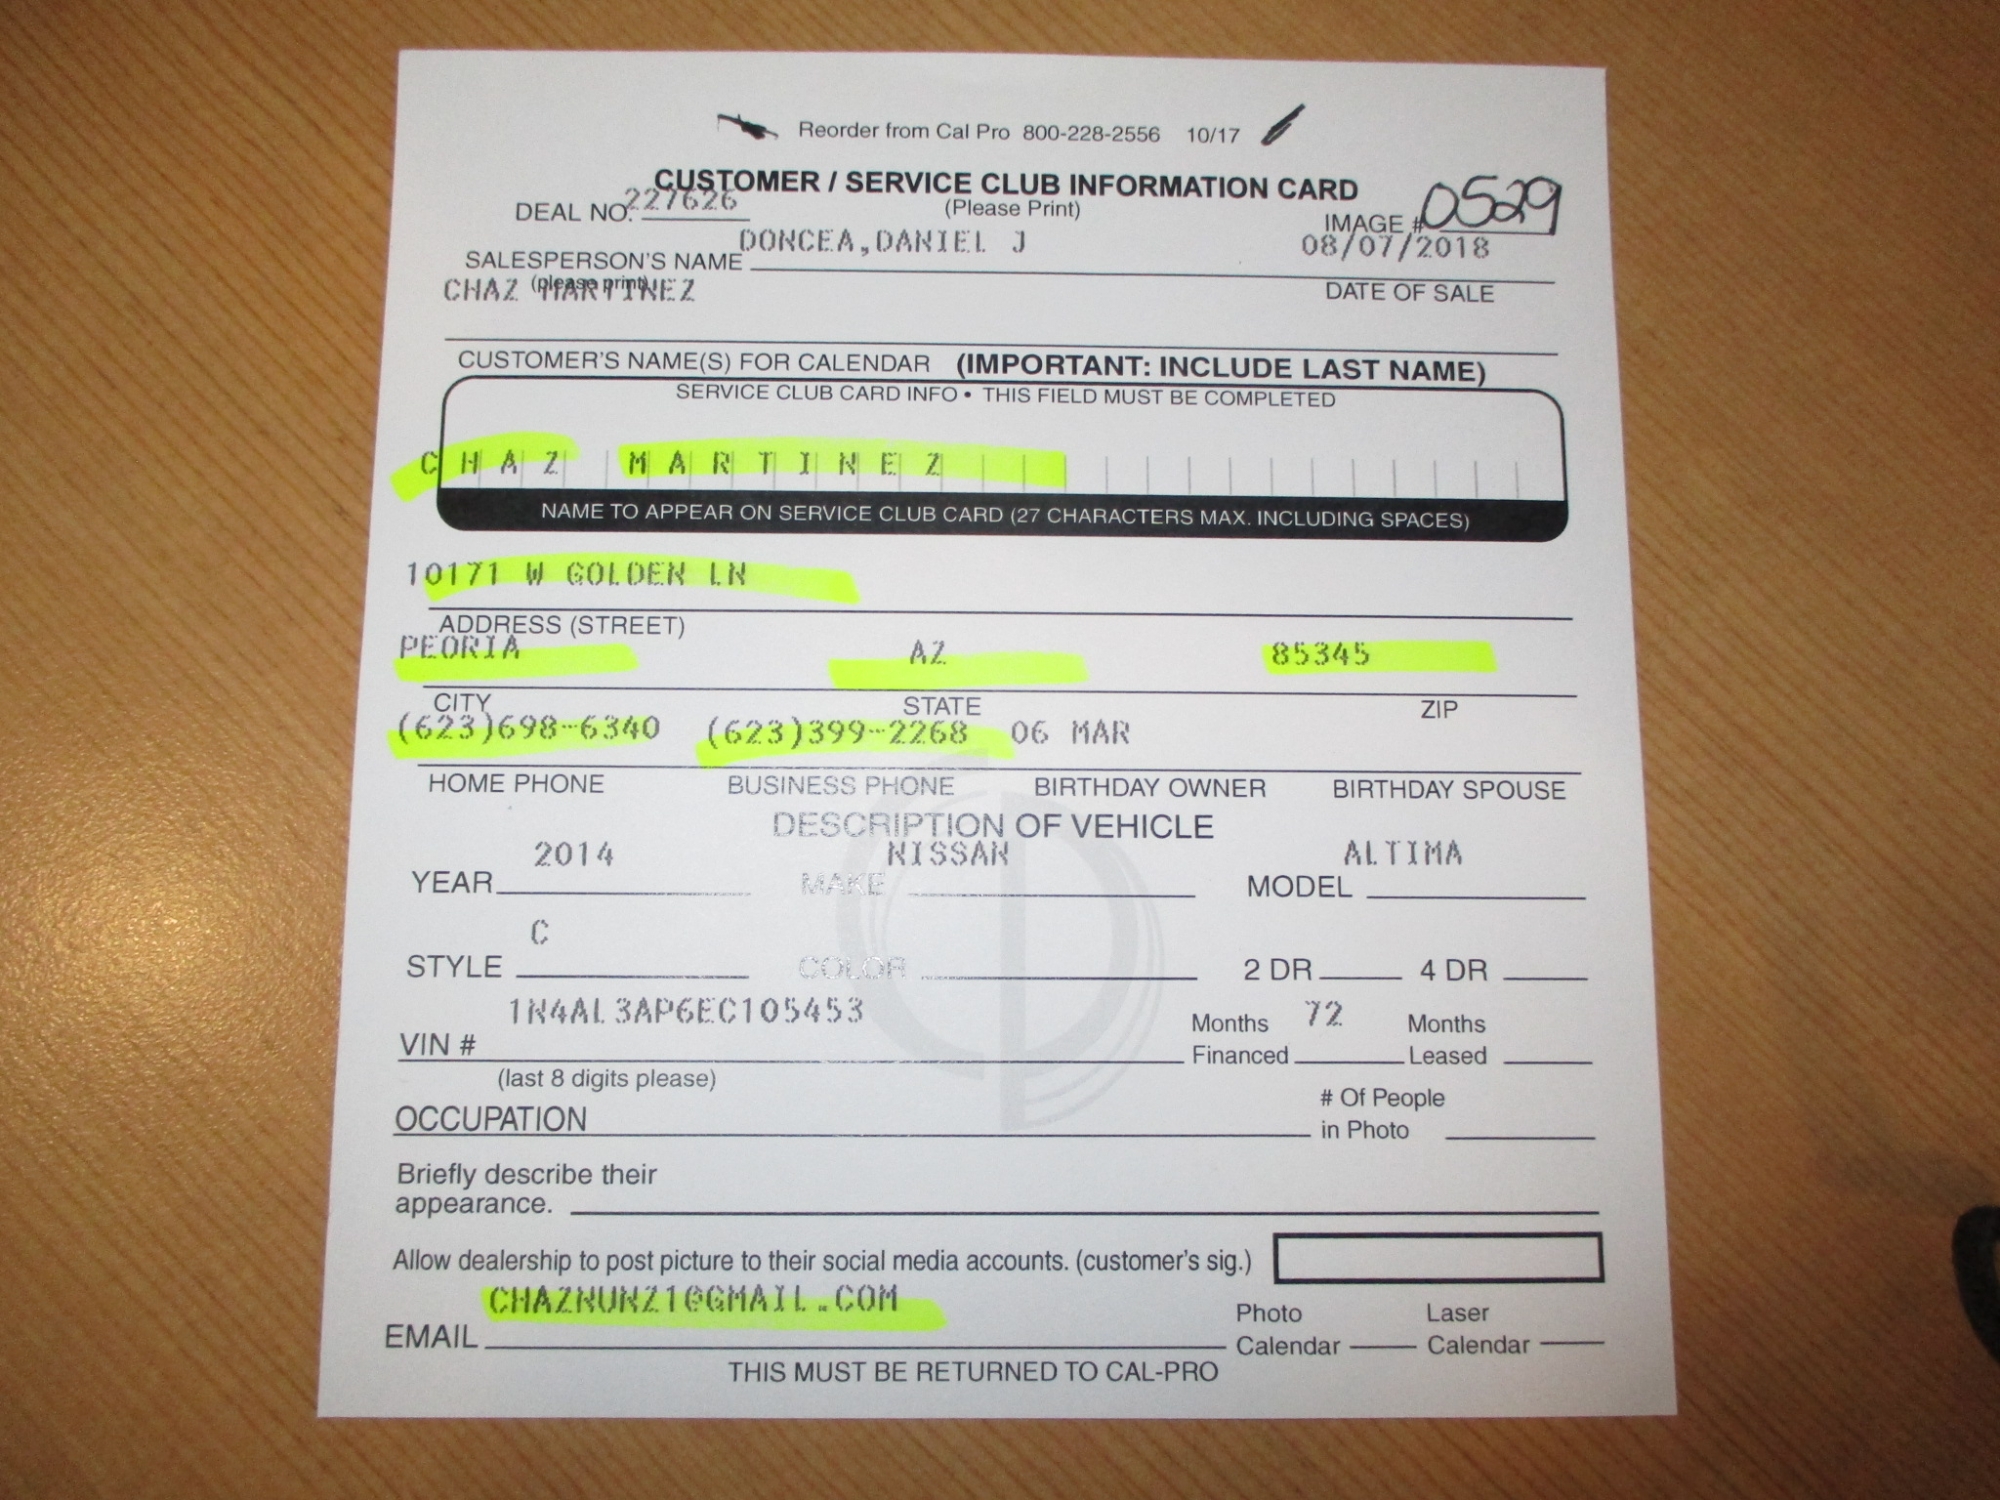 Reorder from Cal Pro 800-228-2556 10/17
CUSTOMER / SERVICE CLUB INFORMATION CARD
DEAL NO. 227626 (Please Print) IMAGE # 0529
SALESPERSON'S NAME DONCEA,DANIEL J 08/07/2018
(please print) DATE OF SALE
CHAZ MARTINEZ
CUSTOMER'S NAME(S) FOR CALENDAR (IMPORTANT: INCLUDE LAST NAME)
SERVICE CLUB CARD INFO • THIS FIELD MUST BE COMPLETED
CHAZ MARTINEZ
NAME TO APPEAR ON SERVICE CLUB CARD (27 CHARACTERS MAX. INCLUDING SPACES)
10171 W GOLDEN LN
ADDRESS (STREET)
PEORIA AZ 85345
CITY STATE ZIP
(623)698-6340 (623)399-2268 06 MAR
HOME PHONE BUSINESS PHONE BIRTHDAY OWNER BIRTHDAY SPOUSE
DESCRIPTION OF VEHICLE
2014 NISSAN ALTIMA
YEAR MAKE MODEL
C
STYLE COLOR 2 DR 4 DR
1N4AL3AP6EC105453
VIN # Months Financed 72 Months Leased
(last 8 digits please)
OCCUPATION # Of People in Photo
Briefly describe their
appearance.
Allow dealership to post picture to their social media accounts. (customer's sig.)
CHAZNUNZ1@GMAIL.COM
EMAIL Photo Calendar Laser Calendar
THIS MUST BE RETURNED TO CAL-PRO